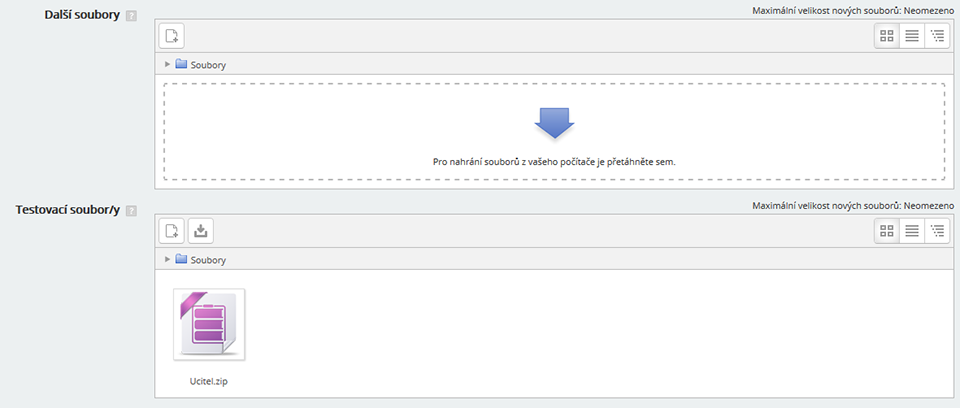 Maximální velikost nových souborů: Neomezeno
Další soubory ?
Soubory
Pro nahrání souborů z vašeho počítače je přetáhněte sem.
Maximální velikost nových souborů: Neomezeno
Testovací soubor/y ?
Soubory
Ucitel.zip